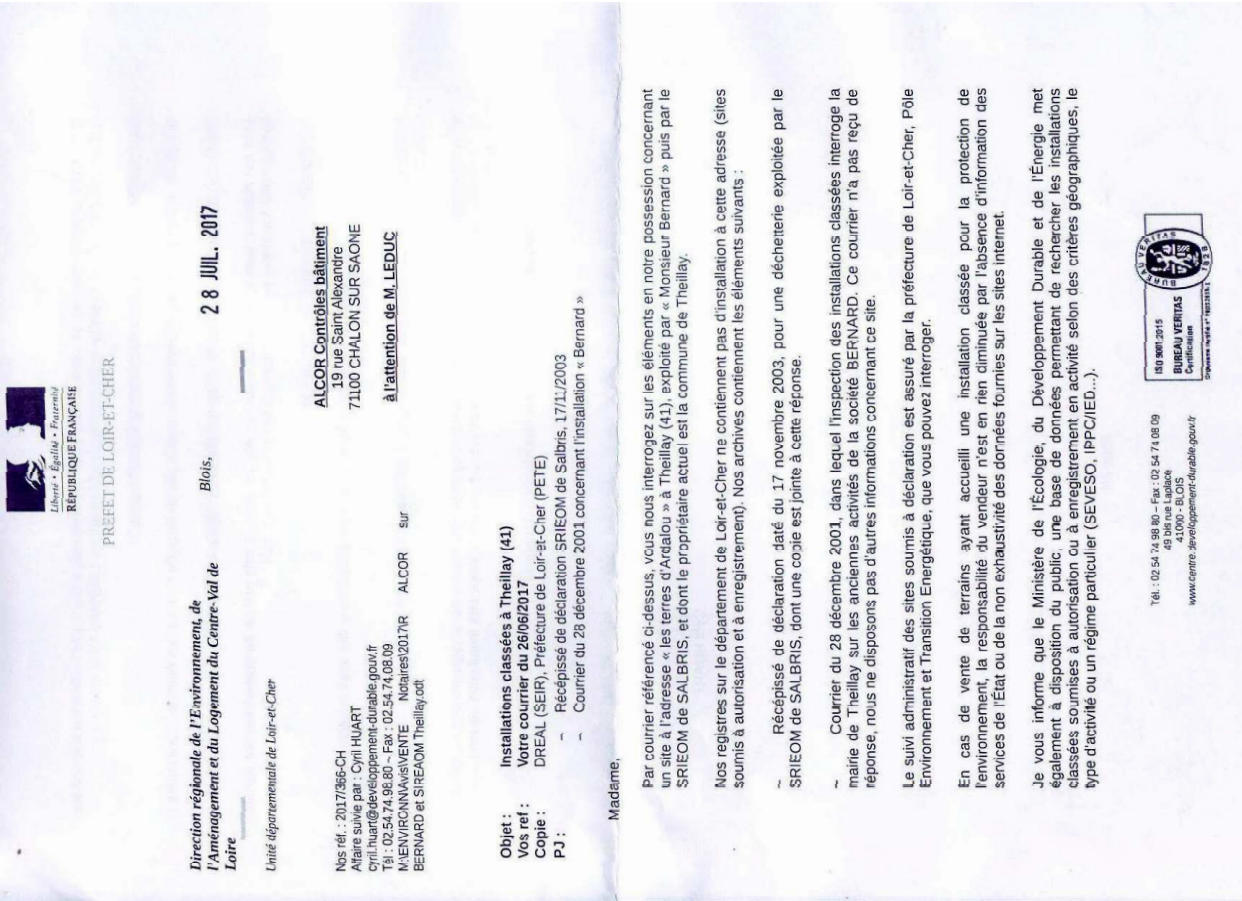 Liberté • Égalité • Fraternité
RÉPUBLIQUE FRANÇAISE
PREFET DE LOIR-ET-CHER
Direction régionale de l'Environnement, de
l'Aménagement et du Logement du Centre-Val de
Loire
Blois,
28 JUIL. 2017
Unité départementale de Loir-et-Cher
Nos réf. : 2017/366-CH
Affaire suivie par : Cyril HUART
cyril.huart@developpement-durable.gouv.fr
Tél : 02.54.74.98.80 – Fax : 02.54.74.08.09
M:\ENVIRONN\Avis\VENTE Notaires\2017\R ALCOR sur
BERNARD et SIREAOM Theillay.odt
ALCOR Contrôles bâtiment
19 rue Saint Alexandre
71100 CHALON SUR SAONE
à l'attention de M. LEDUC
Objet : Installations classées à Theillay (41)
Vos ref : Votre courrier du 26/06/2017
Copie : DREAL (SEIR), Préfecture de Loir-et-Cher (PETE)
PJ : – Récépissé de déclaration SRIEOM de Salbris, 17/1/2003
– Courrier du 28 décembre 2001 concernant l'installation « Bernard »
Madame,
Par courrier référencé ci-dessus, vous nous interrogez sur les éléments en notre possession concernant
un site à l'adresse « les terres d'Ardalou » à Theillay (41), exploité par « Monsieur Bernard » puis par le
SRIEOM de SALBRIS, et dont le propriétaire actuel est la commune de Theillay.
Nos registres sur le département de Loir-et-Cher ne contiennent pas d'installation à cette adresse (sites
soumis à autorisation et à enregistrement). Nos archives contiennent les éléments suivants :
~ Récépissé de déclaration daté du 17 novembre 2003, pour une déchetterie exploitée par le
SRIEOM de SALBRIS, dont une copie est jointe à cette réponse.
~ Courrier du 28 décembre 2001, dans lequel l'inspection des installations classées interroge la
mairie de Theillay sur les anciennes activités de la société BERNARD. Ce courrier n'a pas reçu de
réponse, nous ne disposons pas d'autres informations concernant ce site.
Le suivi administratif des sites soumis à déclaration est assuré par la préfecture de Loir-et-Cher, Pôle
Environnement et Transition Energétique, que vous pouvez interroger.
En cas de vente de terrains ayant accueilli une installation classée pour la protection de
l'environnement, la responsabilité du vendeur n'est en rien diminuée par l'absence d'information des
services de l'État ou de la non exhaustivité des données fournies sur les sites internet.
Je vous informe que le Ministère de l'Écologie, du Développement Durable et de l'Énergie met
également à disposition du public, une base de données permettant de rechercher les installations
classées soumises à autorisation ou à enregistrement en activité selon des critères géographiques, le
type d'activité ou un régime particulier (SEVESO, IPPC/IED...).
Tél. : 02 54 74 98 80 – Fax : 02 54 74 08 09
49 bis rue Laplace
41000 - BLOIS
www.centre.developpement-durable.gouv.fr
ISO 9001:2015
BUREAU VERITAS
Certification
BUREAU VERITAS
1828